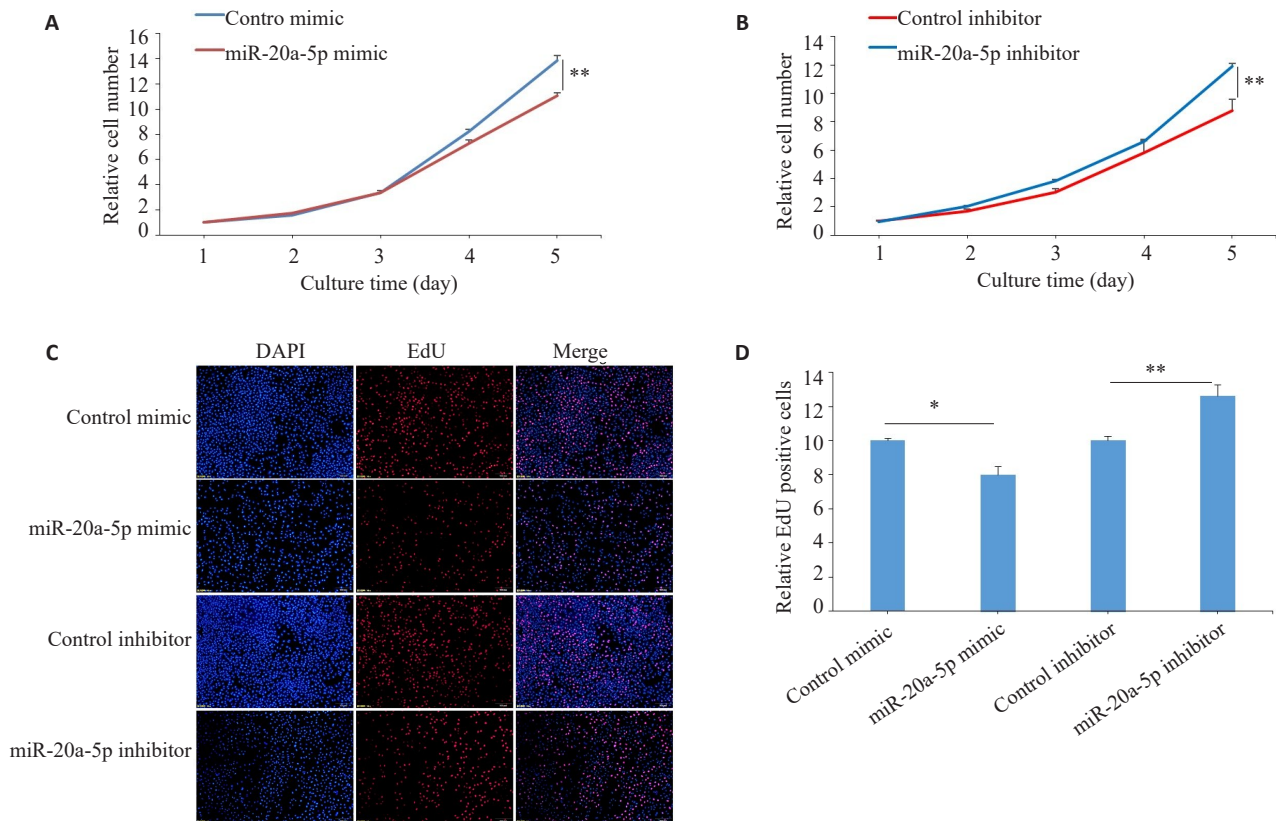 A
Contro mimic
miR-20a-5p mimic
Relative cell number
16
14
12
10
8
6
4
2
0
**
1 2 3 4 5
Culture time (day)
B
Control inhibitor
miR-20a-5p inhibitor
Relative cell number
14
12
10
8
6
4
2
0
**
1 2 3 4 5
Culture time (day)
C
DAPI EdU Merge
Control mimic
miR-20a-5p mimic
Control inhibitor
miR-20a-5p inhibitor
D
Relative EdU positive cells
14
12
10
8
6
4
2
0
*
**
Control mimic
miR-20a-5p mimic
Control inhibitor
miR-20a-5p inhibitor